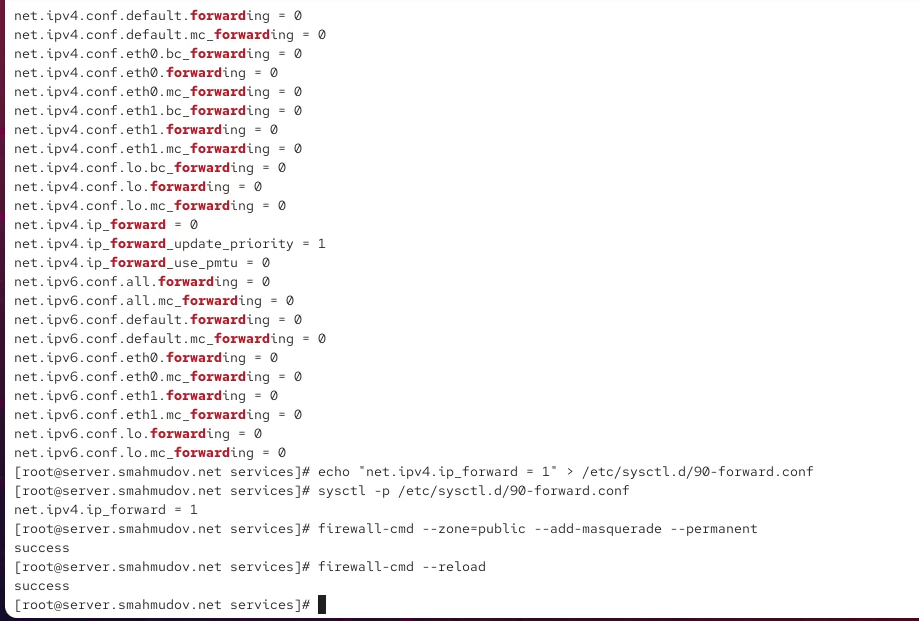 net.ipv4.conf.default.forwarding = 0
net.ipv4.conf.default.mc_forwarding = 0
net.ipv4.conf.eth0.bc_forwarding = 0
net.ipv4.conf.eth0.forwarding = 0
net.ipv4.conf.eth0.mc_forwarding = 0
net.ipv4.conf.eth1.bc_forwarding = 0
net.ipv4.conf.eth1.forwarding = 0
net.ipv4.conf.eth1.mc_forwarding = 0
net.ipv4.conf.lo.bc_forwarding = 0
net.ipv4.conf.lo.forwarding = 0
net.ipv4.conf.lo.mc_forwarding = 0
net.ipv4.ip_forward = 0
net.ipv4.ip_forward_update_priority = 1
net.ipv4.ip_forward_use_pmtu = 0
net.ipv6.conf.all.forwarding = 0
net.ipv6.conf.all.mc_forwarding = 0
net.ipv6.conf.default.forwarding = 0
net.ipv6.conf.default.mc_forwarding = 0
net.ipv6.conf.eth0.forwarding = 0
net.ipv6.conf.eth0.mc_forwarding = 0
net.ipv6.conf.eth1.forwarding = 0
net.ipv6.conf.eth1.mc_forwarding = 0
net.ipv6.conf.lo.forwarding = 0
net.ipv6.conf.lo.mc_forwarding = 0
[root@server.smahmudov.net services]# echo "net.ipv4.ip_forward = 1" > /etc/sysctl.d/90-forward.conf
[root@server.smahmudov.net services]# sysctl -p /etc/sysctl.d/90-forward.conf
net.ipv4.ip_forward = 1
[root@server.smahmudov.net services]# firewall-cmd --zone=public --add-masquerade --permanent
success
[root@server.smahmudov.net services]# firewall-cmd --reload
success
[root@server.smahmudov.net services]#